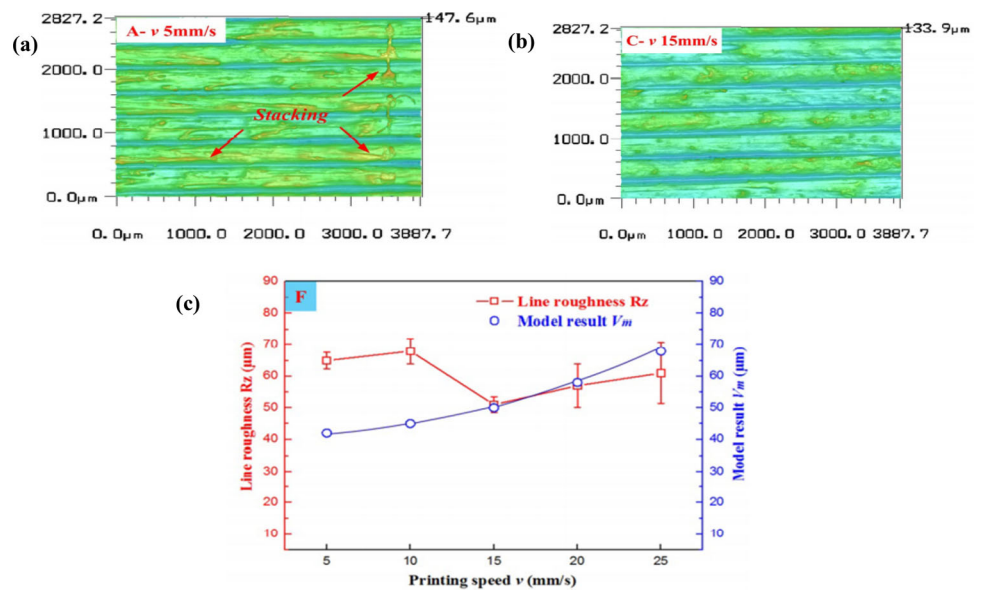 (a)
A- v 5mm/s
147.6μm
2827.2
2000.0
1000.0
0.0μm
Stacking
0.0μm 1000.0 2000.0 3000.0 3887.7
(b)
C- v 15mm/s
133.9μm
2827.2
2000.0
1000.0
0.0μm
0.0μm 1000.0 2000.0 3000.0 3887.7
(c)
F
Line roughness Rz
Model result Vm
Line roughness Rz (μm)
90
80
70
60
50
40
30
20
10
5 10 15 20 25
Printing speed v (mm/s)
90
80
70
60
50
40
30
20
10
Model result Vm (μm)